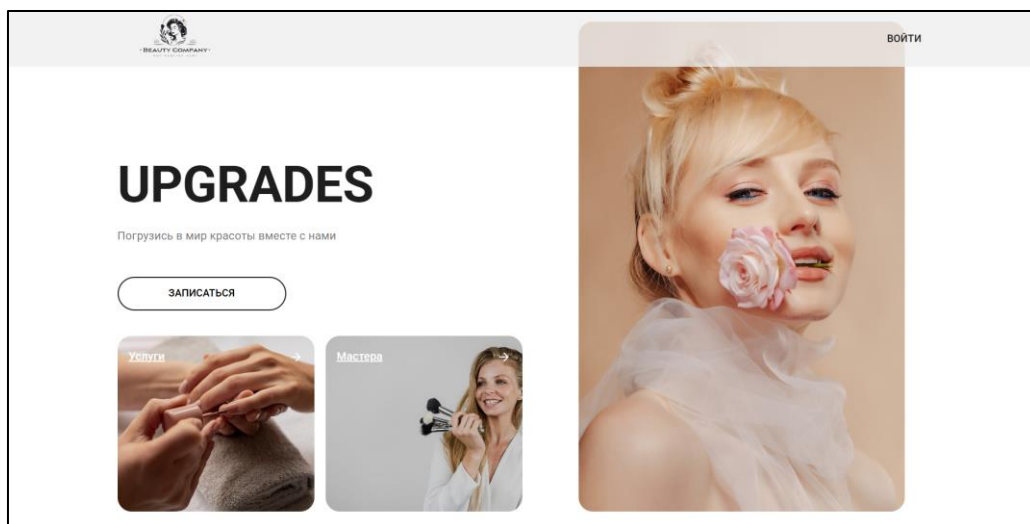 · BEAUTY COMPANY ·
ВОЙТИ
UPGRADES
Погрузись в мир красоты вместе с нами
ЗАПИСАТЬСЯ
Услуги
Мастера